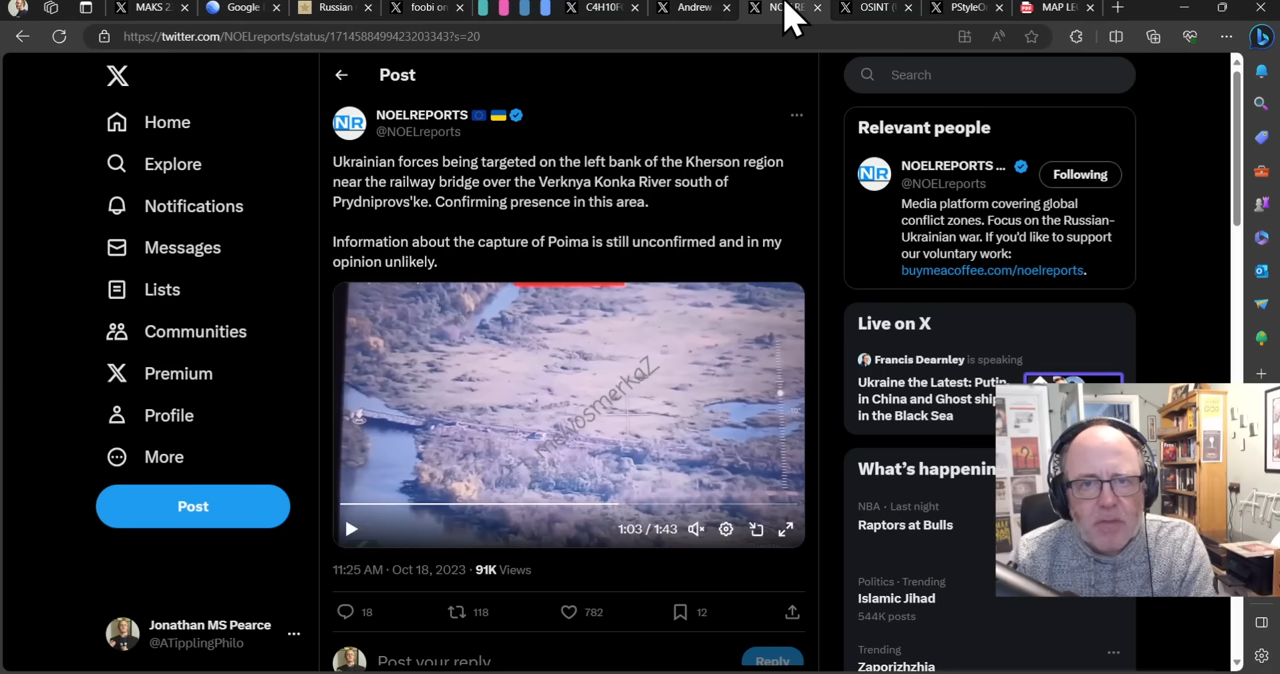 MAKS 2
Google
Russian
foobi on
C4H10FO
Andrew
OSINT (
PStyleO
MAP LE
https://twitter.com/NOELreports/status/1714588499423203343?s=20
Home
Explore
Notifications
Messages
Lists
Communities
Premium
Profile
More
Post
Jonathan MS Pearce
@ATipplingPhilo
Post
NOELREPORTS
@NOELreports
Ukrainian forces being targeted on the left bank of the Kherson region
near the railway bridge over the Verknya Konka River south of
Prydniprovs'ke. Confirming presence in this area.
Information about the capture of Poima is still unconfirmed and in my
opinion unlikely.
1:03 / 1:43
11:25 AM · Oct 18, 2023 · 91K Views
18
118
782
12
Post your reply
Reply
Search
Relevant people
NOELREPORTS ...
@NOELreports
Following
Media platform covering global
conflict zones. Focus on the Russian-
Ukrainian war. If you'd like to support
our voluntary work:
buymeacoffee.com/noelreports.
Live on X
Francis Dearnley is speaking
Ukraine the Latest: Putin
in China and Ghost ship
in the Black Sea
What's happenin
NBA · Last night
Raptors at Bulls
Politics · Trending
Islamic Jihad
544K posts
Trending
Zaporizhzhia